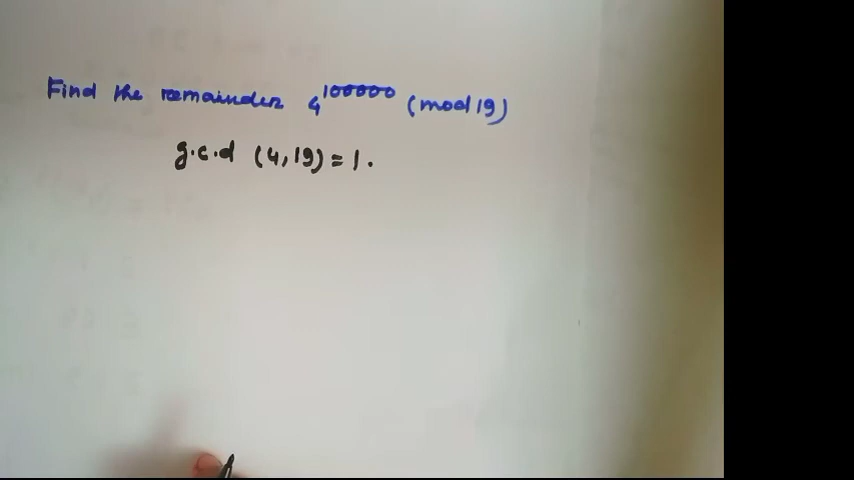 Find the remainder 4^100000 (mod 19)
g.c.d (4,19) = 1.